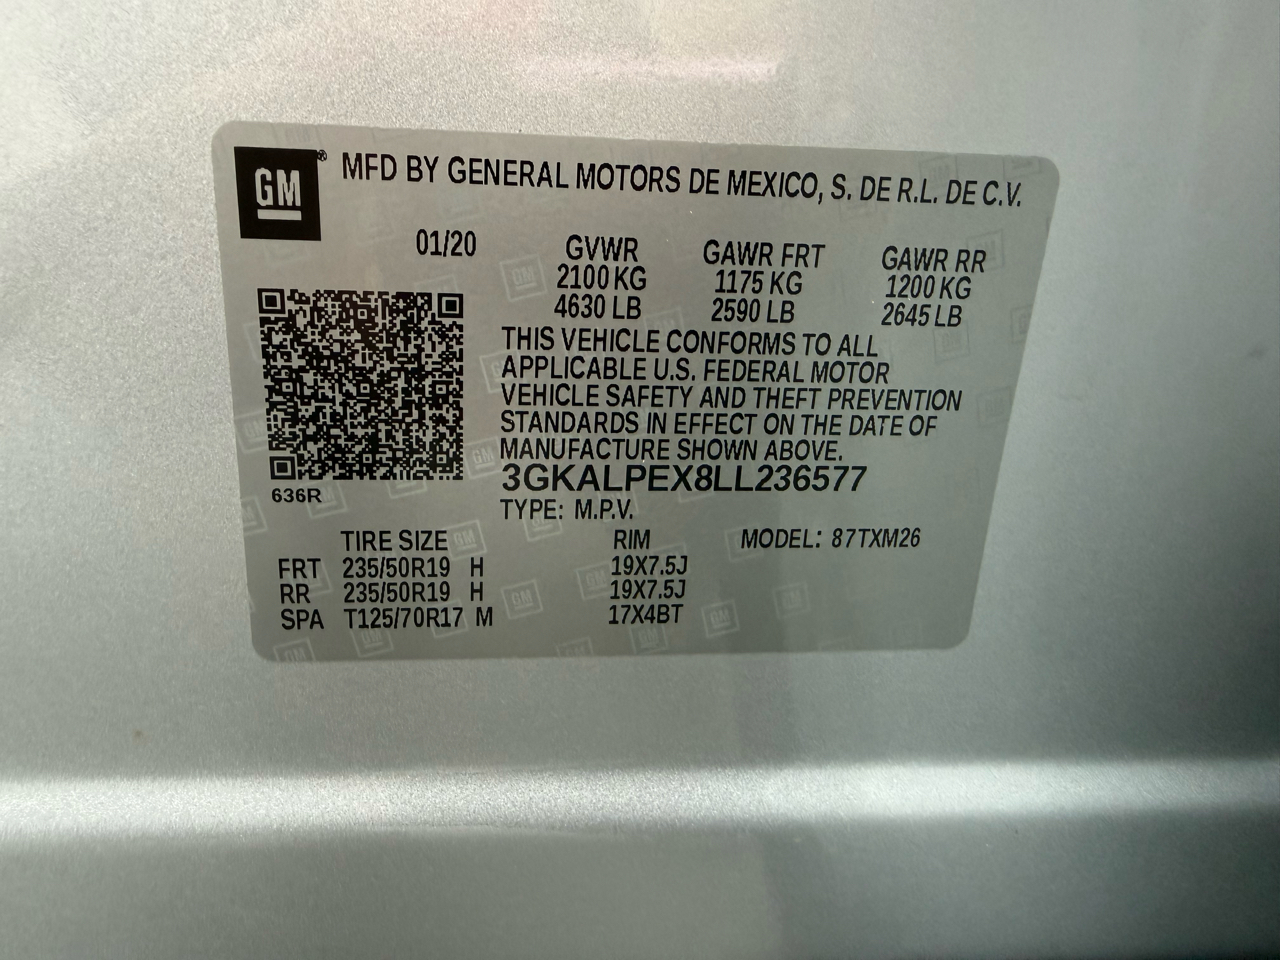 GM® MFD BY GENERAL MOTORS DE MEXICO, S. DE R.L. DE C.V.
01/20 GVWR GAWR FRT GAWR RR
2100 KG 1175 KG 1200 KG
4630 LB 2590 LB 2645 LB
THIS VEHICLE CONFORMS TO ALL
APPLICABLE U.S. FEDERAL MOTOR
VEHICLE SAFETY AND THEFT PREVENTION
STANDARDS IN EFFECT ON THE DATE OF
MANUFACTURE SHOWN ABOVE.
3GKALPEX8LL236577
636R
TYPE: M.P.V.
TIRE SIZE RIM MODEL: 87TXM26
FRT 235/50R19 H 19X7.5J
RR 235/50R19 H 19X7.5J
SPA T125/70R17 M 17X4BT